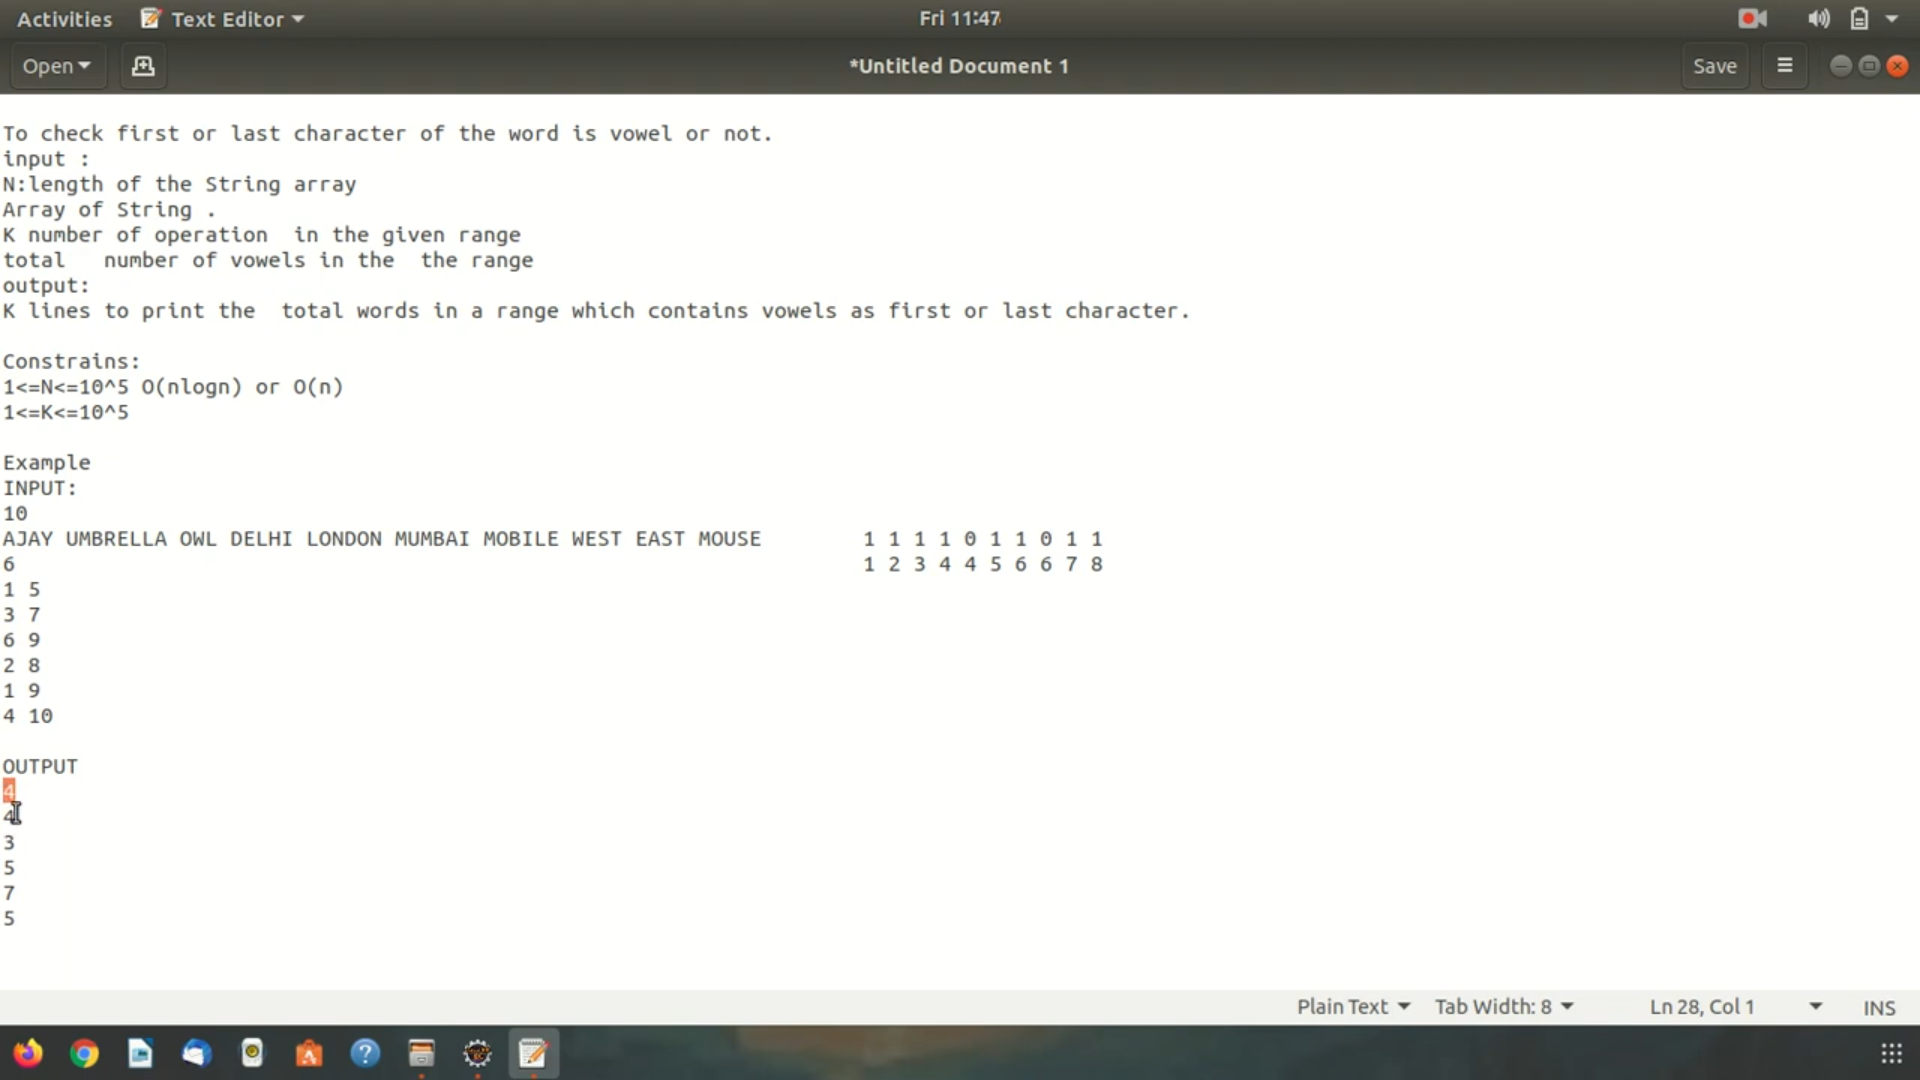 Activities Text Editor Fri 11:47
Open *Untitled Document 1 Save
To check first or last character of the word is vowel or not.
input :
N:length of the String array
Array of String .
K number of operation  in the given range
total   number of vowels in the  the range
output:
K lines to print the  total words in a range which contains vowels as first or last character.
Constrains:
1<=N<=10^5 O(nlogn) or O(n)
1<=K<=10^5
Example
INPUT:
10
AJAY UMBRELLA OWL DELHI LONDON MUMBAI MOBILE WEST EAST MOUSE        1 1 1 1 0 1 1 0 1 1
6        1 2 3 4 4 5 6 6 7 8
1 5
3 7
6 9
2 8
1 9
4 10
OUTPUT
4
4
3
5
7
5
Plain Text Tab Width: 8 Ln 28, Col 1 INS